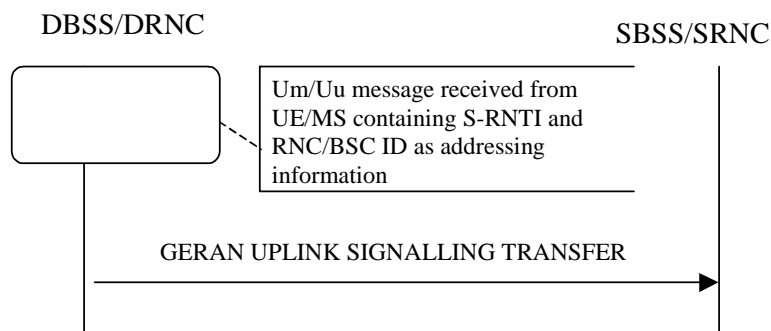 DBSS/DRNC
SBSS/SRNC
Um/Uu message received from
UE/MS containing S-RNTI and
RNC/BSC ID as addressing
information
GERAN UPLINK SIGNALLING TRANSFER